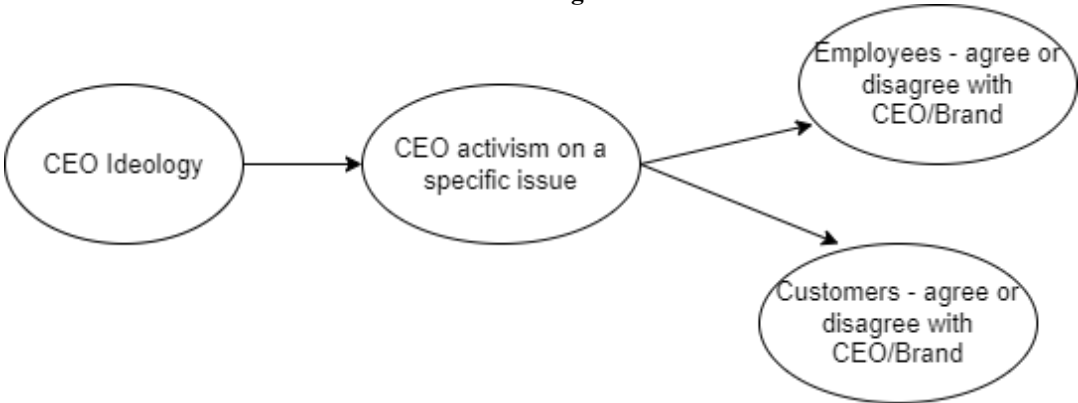 CEO Ideology
CEO activism on a
specific issue
Employees - agree or
disagree with
CEO/Brand
Customers - agree or
disagree with
CEO/Brand